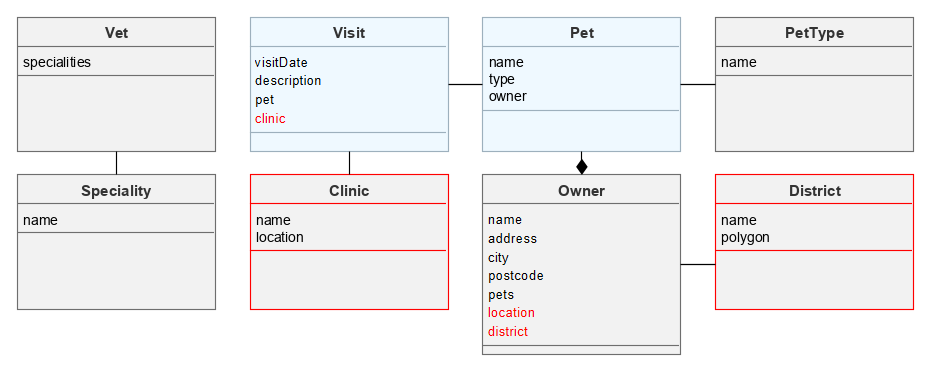 Vet
specialities
Visit
visitDate
description
pet
clinic
Pet
name
type
owner
PetType
name
Speciality
name
Clinic
name
location
Owner
name
address
city
postcode
pets
location
district
District
name
polygon